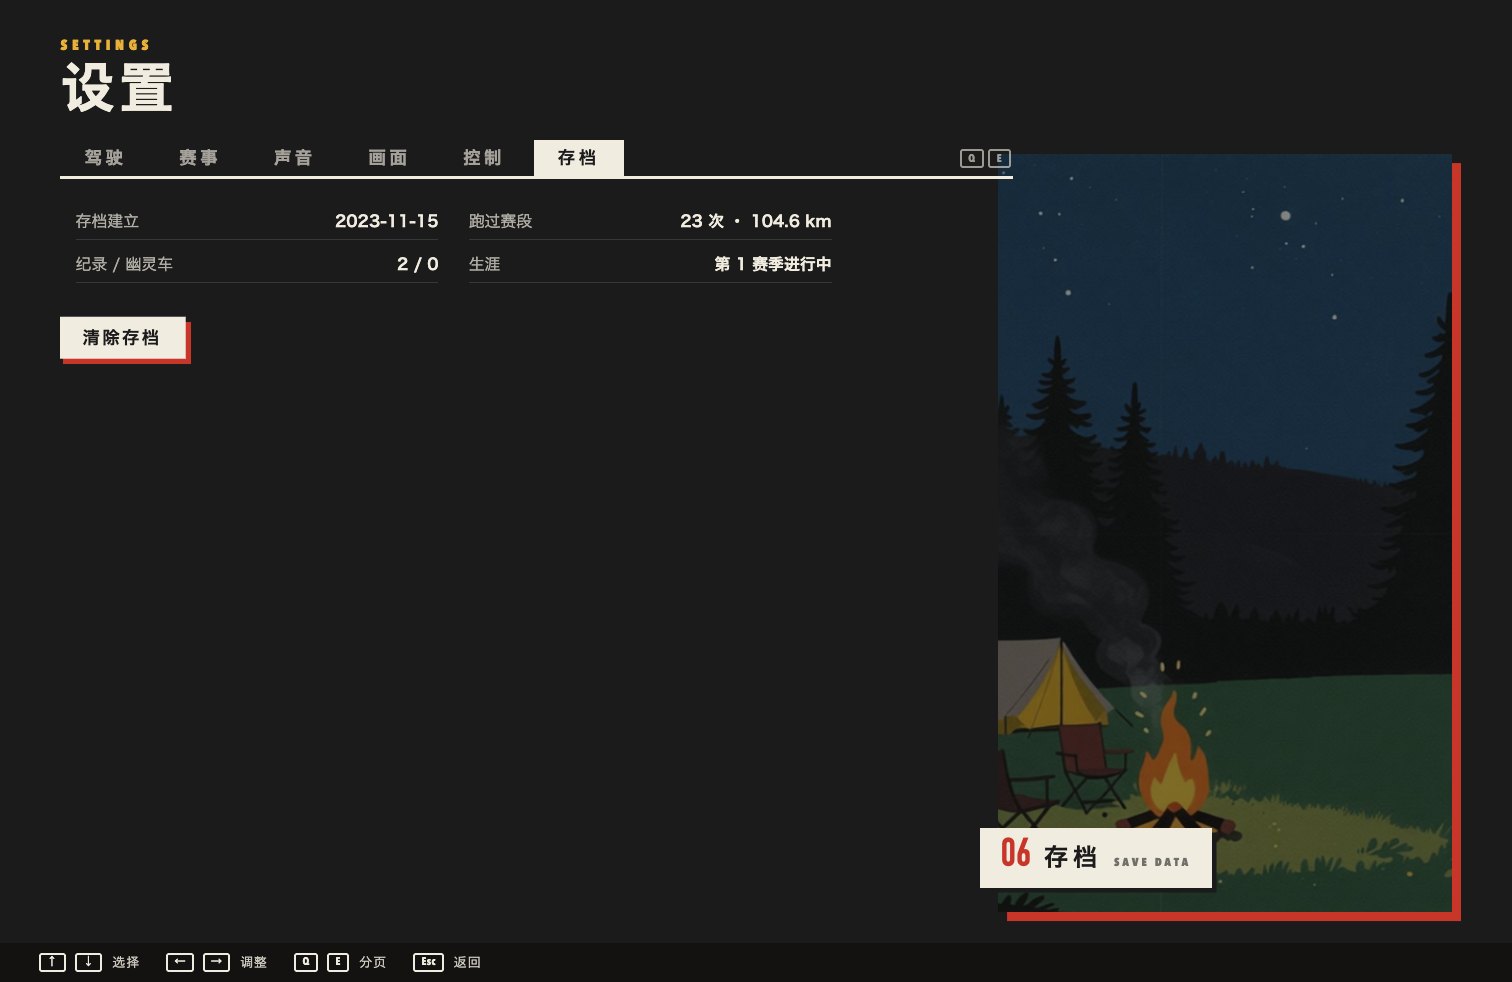 SETTINGS
设置
驾驶 赛事 声音 画面 控制 存档 Q E
存档建立 2023-11-15 跑过赛段 23 次 · 104.6 km
纪录 / 幽灵车 2 / 0 生涯 第 1 赛季进行中
清除存档
06 存档 SAVE DATA
↑ ↓ 选择 ← → 调整 Q E 分页 Esc 返回